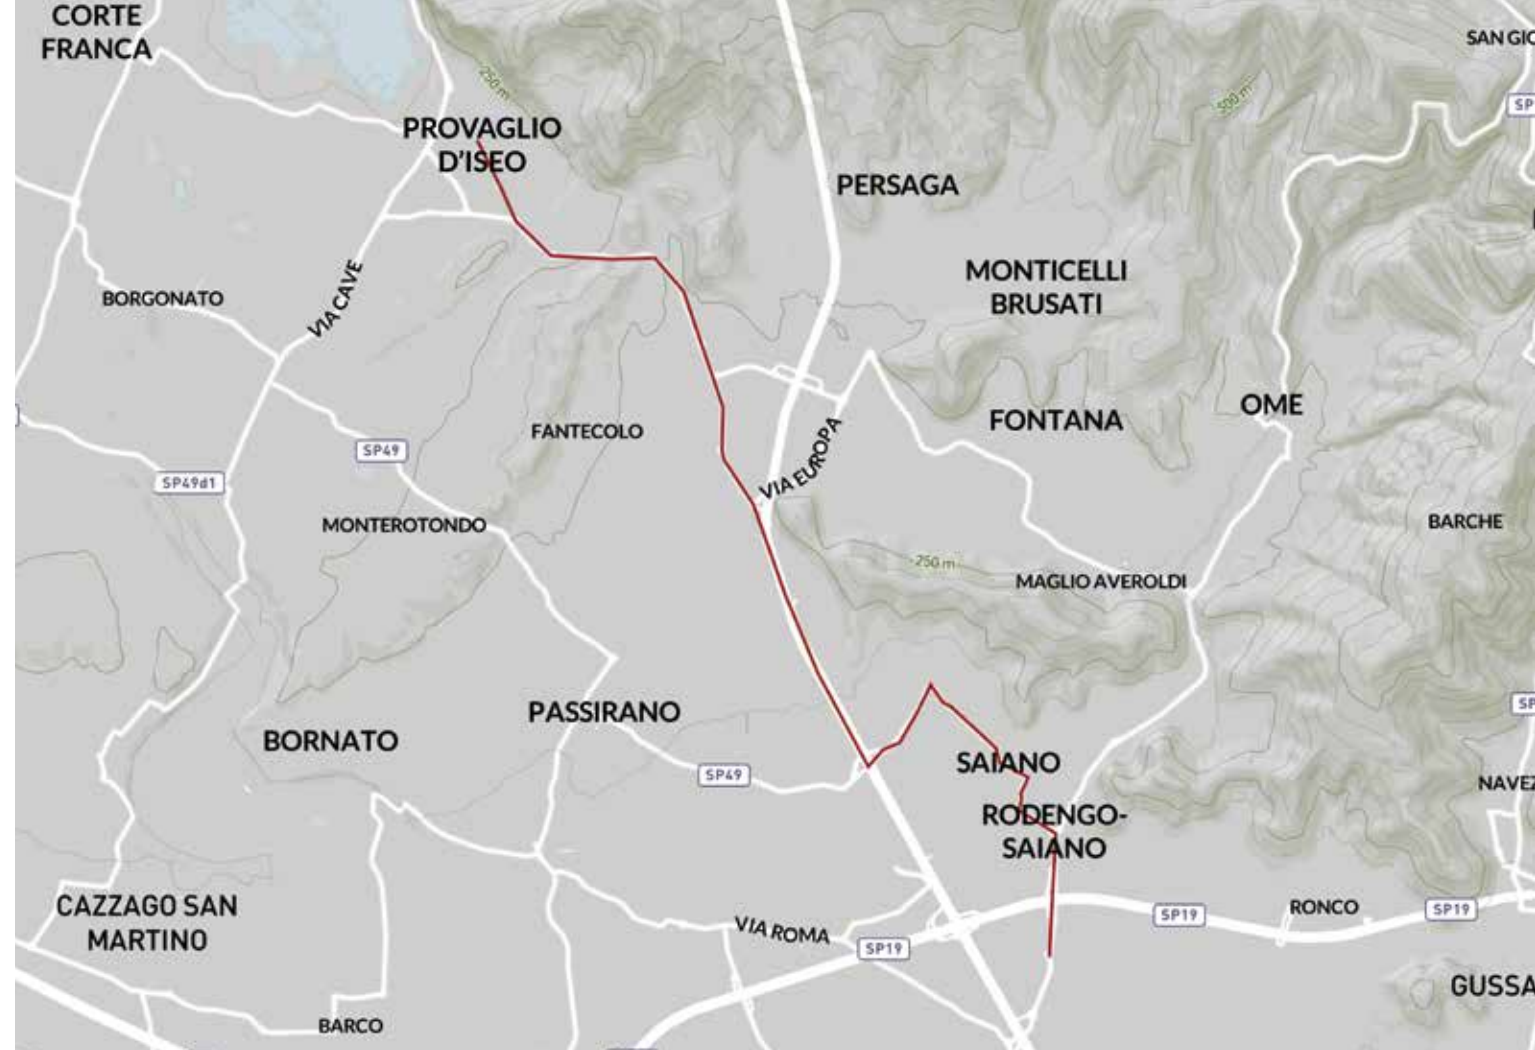 CORTE
FRANCA
SAN GIO
-250 m
500 m
SP
PROVAGLIO
D'ISEO
PERSAGA
MONTICELLI
BRUSATI
BORGONATO
VIA CAVE
OME
FONTANA
FANTECOLO
SP49
VIA EUROPA
SP49d1
MONTEROTONDO
BARCHE
-250 m
MAGLIO AVEROLDI
PASSIRANO
SP
BORNATO
SAIANO
SP49
NAVEZ
RODENGO-
SAIANO
CAZZAGO SAN
MARTINO
RONCO
SP19
SP19
VIA ROMA
SP19
GUSSA
BARCO